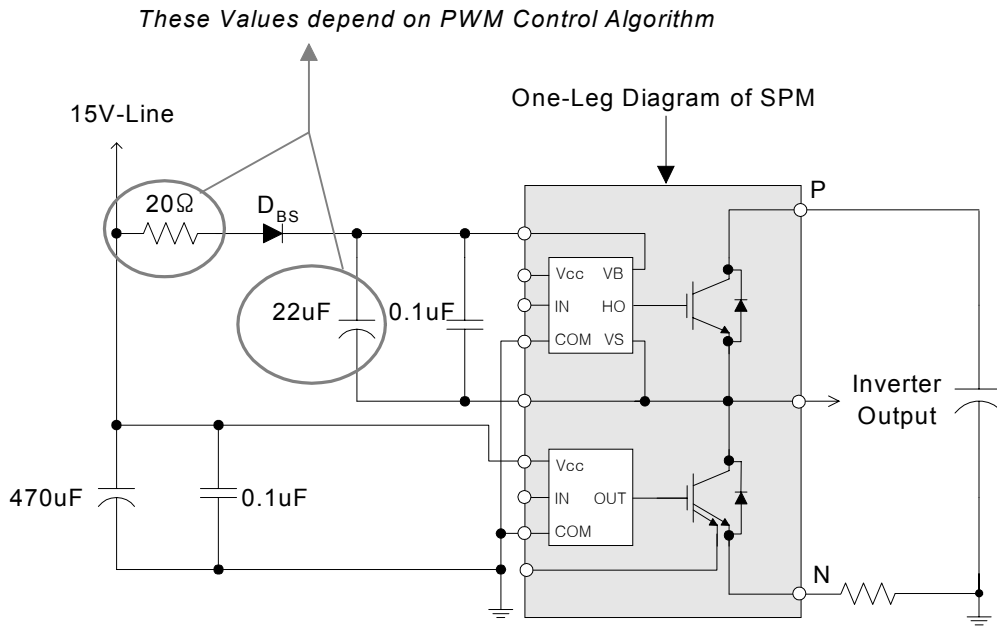 These Values depend on PWM Control Algorithm
One-Leg Diagram of SPM
15V-Line
P
20Ω
DBS
Vcc
VB
22uF
0.1uF
IN
HO
COM
VS
Inverter
Output
Vcc
470uF
0.1uF
IN
OUT
COM
N